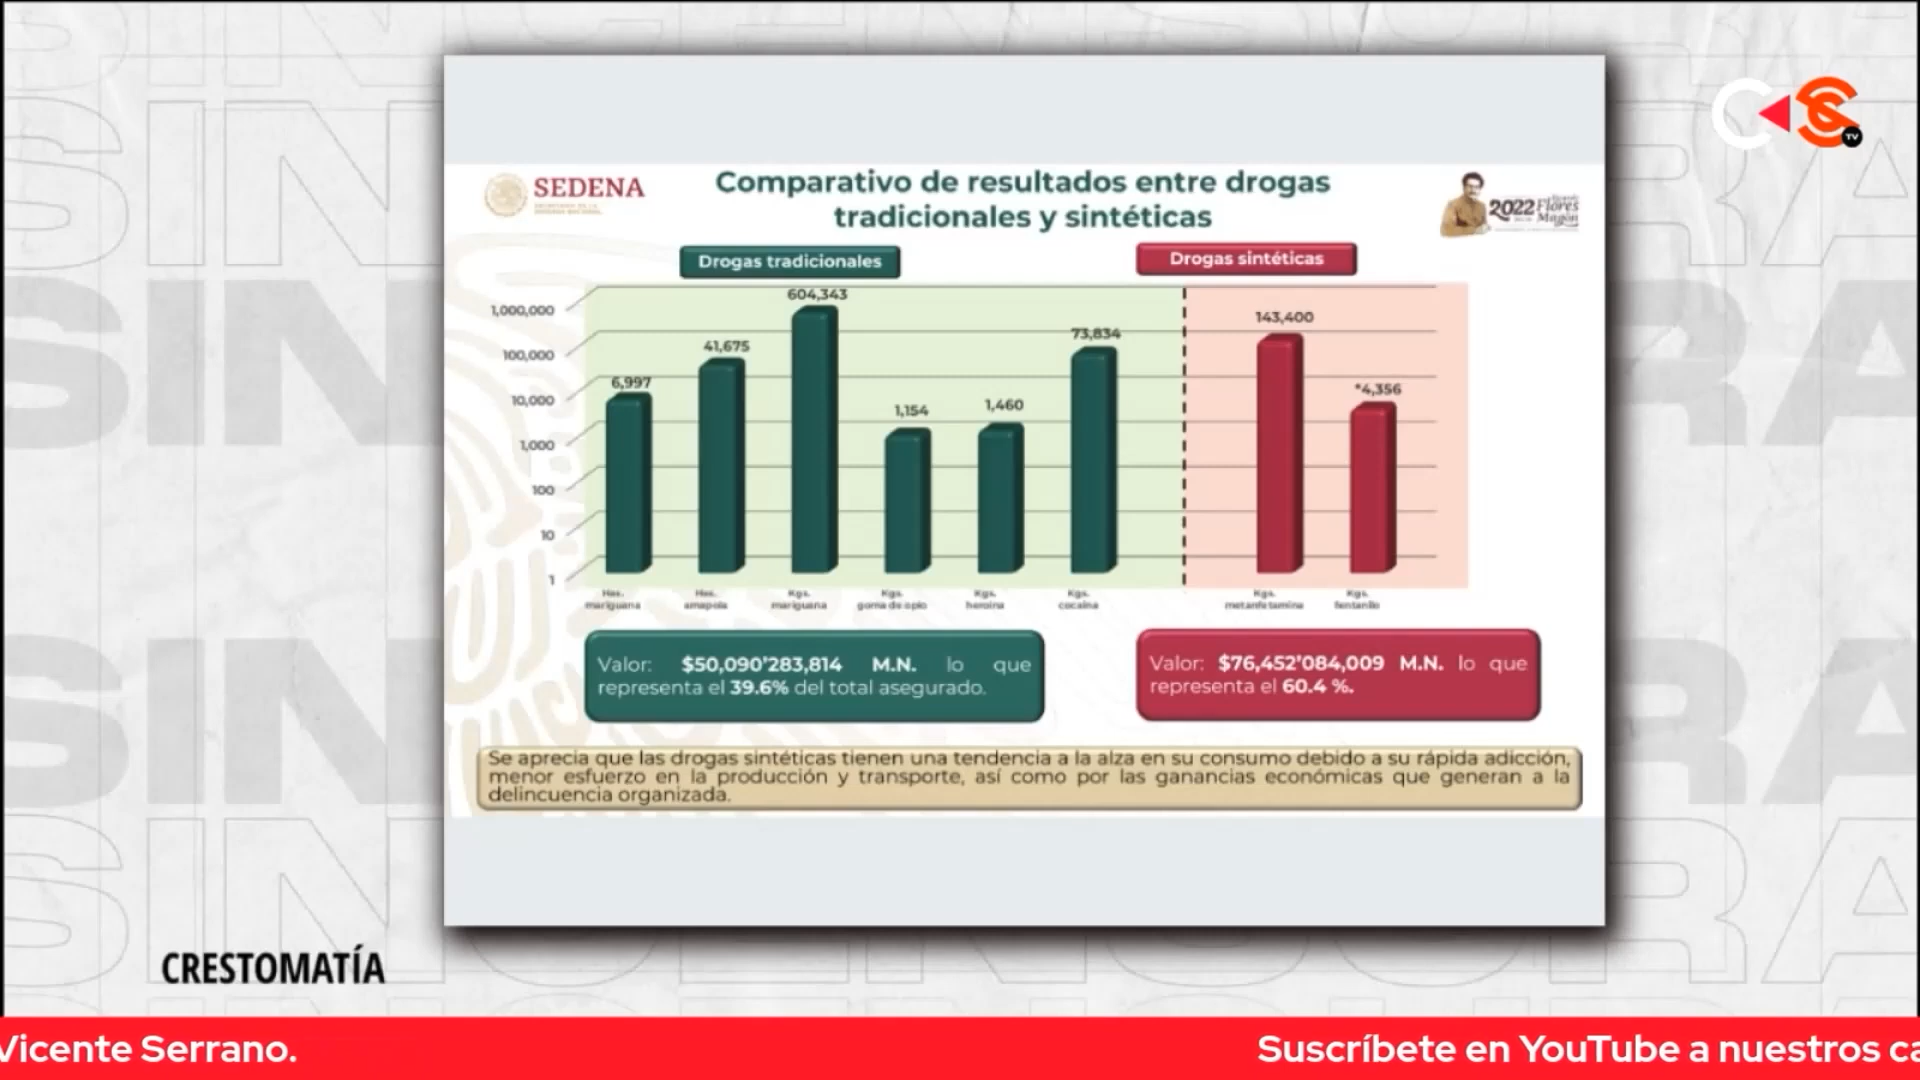 SEDENA
Comparativo de resultados entre drogas
tradicionales y sintéticas
2022
Flores
Magón
Drogas tradicionales
Drogas sintéticas
1,000,000
100,000
10,000
1,000
100
10
1
6,997
41,675
604,343
1,154
1,460
73,834
143,400
*4,356
Has.
mariguana
Has.
amapola
Kgs.
mariguana
Kgs.
goma de opio
Kgs.
heroína
Kgs.
cocaína
Kgs.
metanfetamina
Kgs.
fentanilo
Valor: $50,090'283,814 M.N. lo que
representa el 39.6% del total asegurado.
Valor: $76,452'084,009 M.N. lo que
representa el 60.4 %.
Se aprecia que las drogas sintéticas tienen una tendencia a la alza en su consumo debido a su rápida adicción,
menor esfuerzo en la producción y transporte, así como por las ganancias económicas que generan a la
delincuencia organizada.
TV
CRESTOMATÍA
Vicente Serrano.
Suscríbete en YouTube a nuestros ca